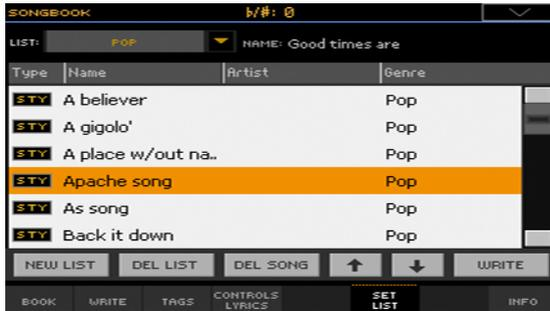 SONGBOOK b/#: 0
LIST: POP NAME: Good times are
Type Name Artist Genre
STY A believer Pop
STY A gigolo' Pop
STY A place w/out na.. Pop
STY Apache song Pop
STY As song Pop
STY Back it down Pop
NEW LIST DEL LIST DEL SONG WRITE
BOOK WRITE TAGS CONTROLS LYRICS SET LIST INFO